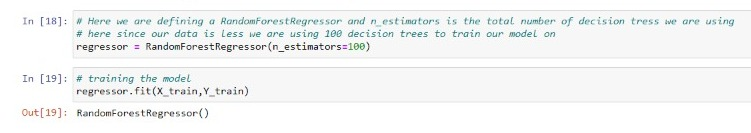 In [18]: # Here we are defining a RandomForestRegressor and n_estimators is the total number of decision tress we are using
# here since our data is less we are using 100 decision trees to train our model on
regressor = RandomForestRegressor(n_estimators=100)
In [19]: # training the model
regressor.fit(X_train,Y_train)
Out[19]: RandomForestRegressor()